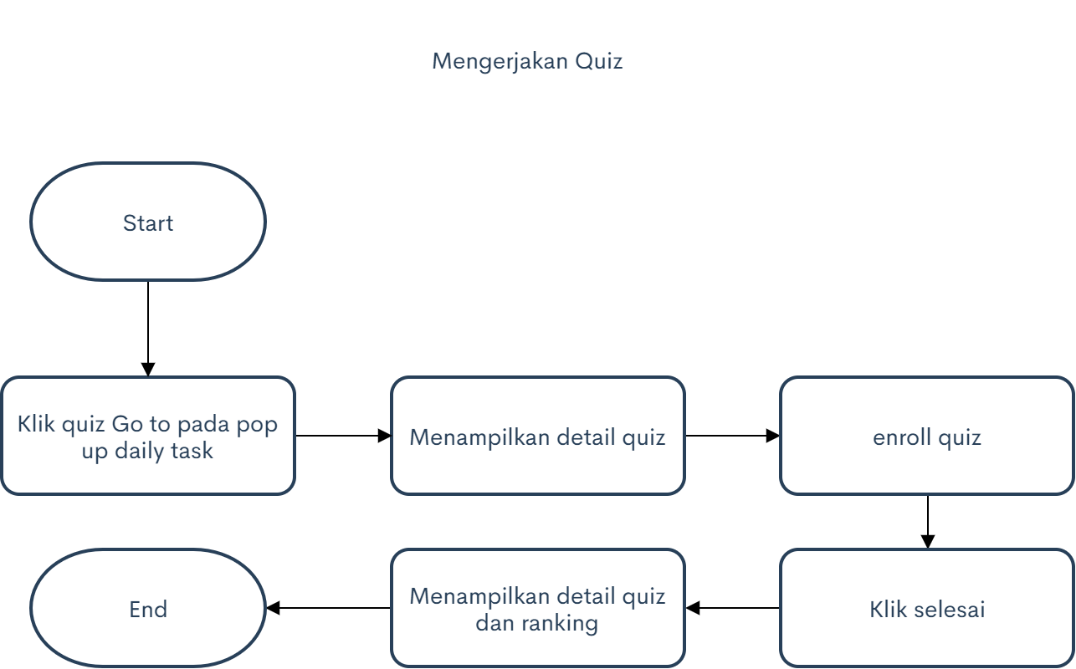 Mengerjakan Quiz
Start
Klik quiz Go to pada pop
up daily task
Menampilkan detail quiz
enroll quiz
Klik selesai
Menampilkan detail quiz
dan ranking
End